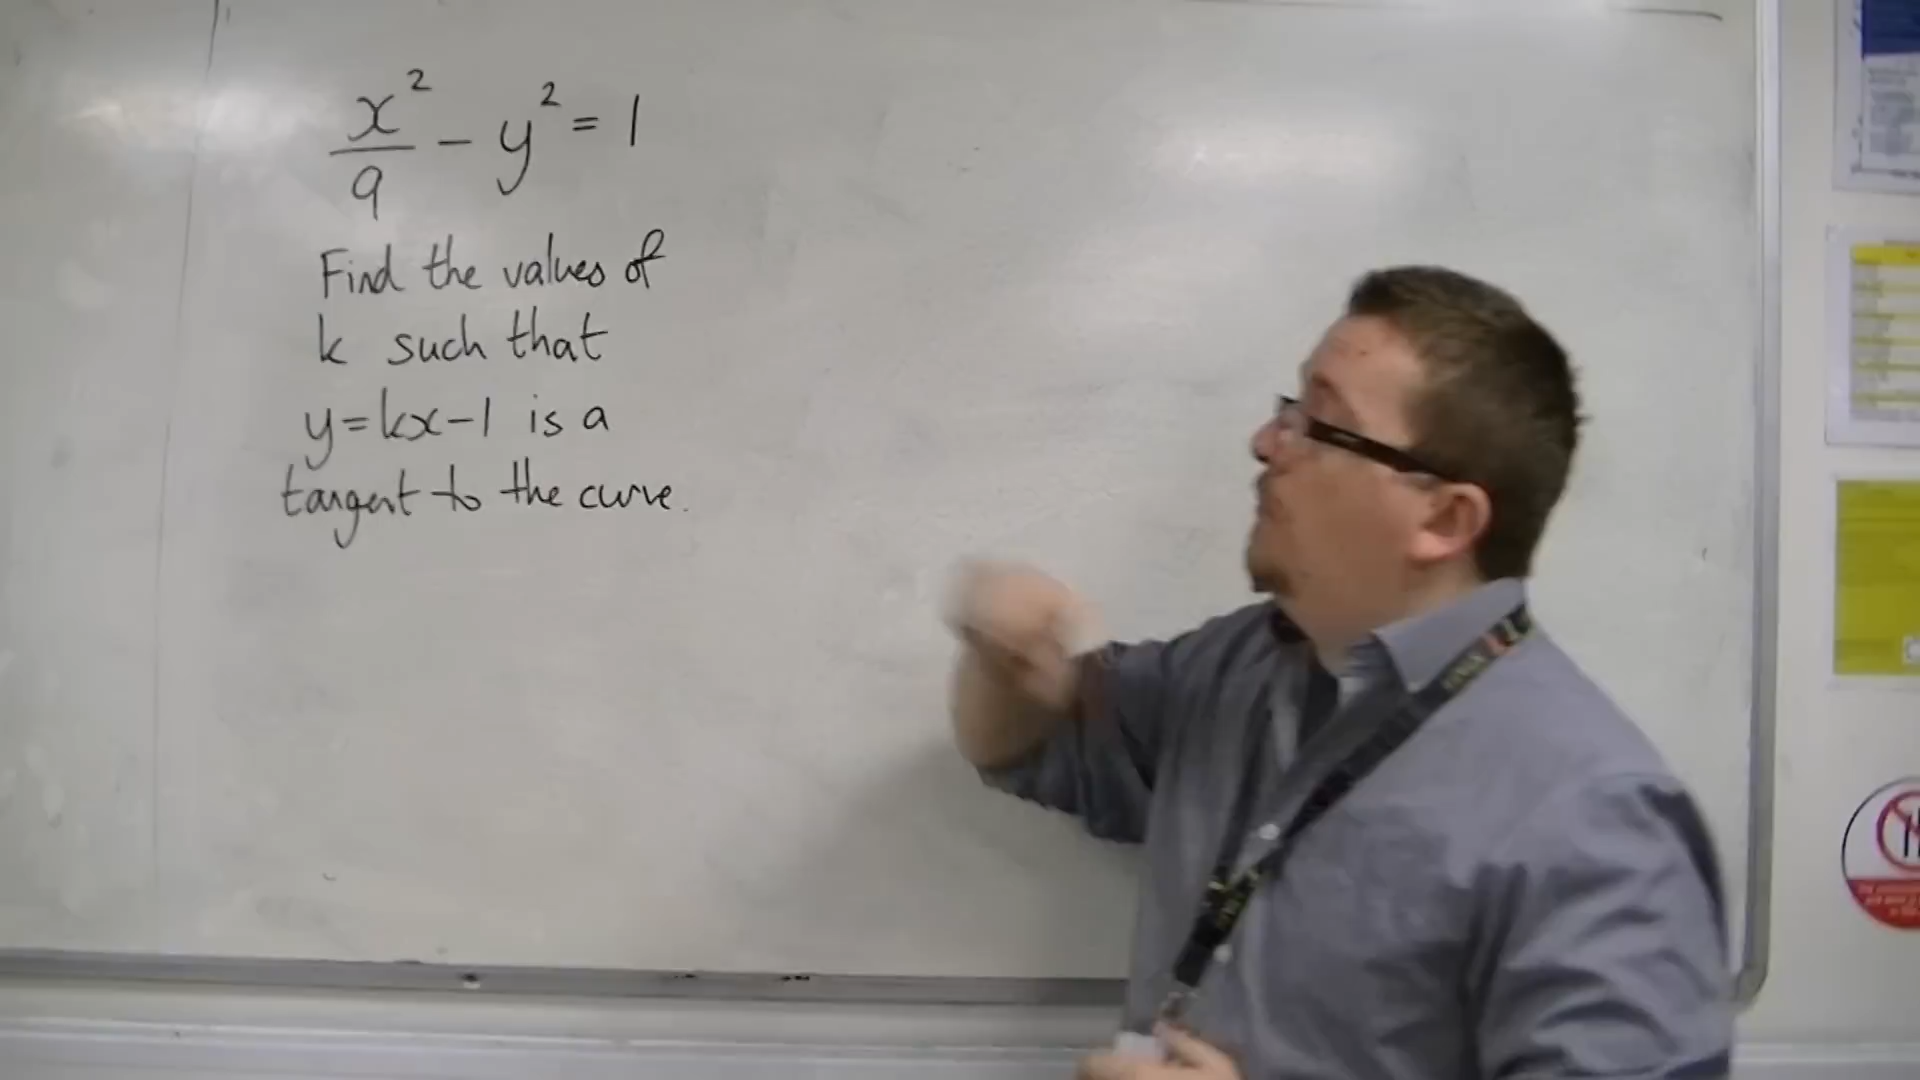 x²/9 - y² = 1
Find the values of
k such that
y=kx-1 is a
tangent to the curve.